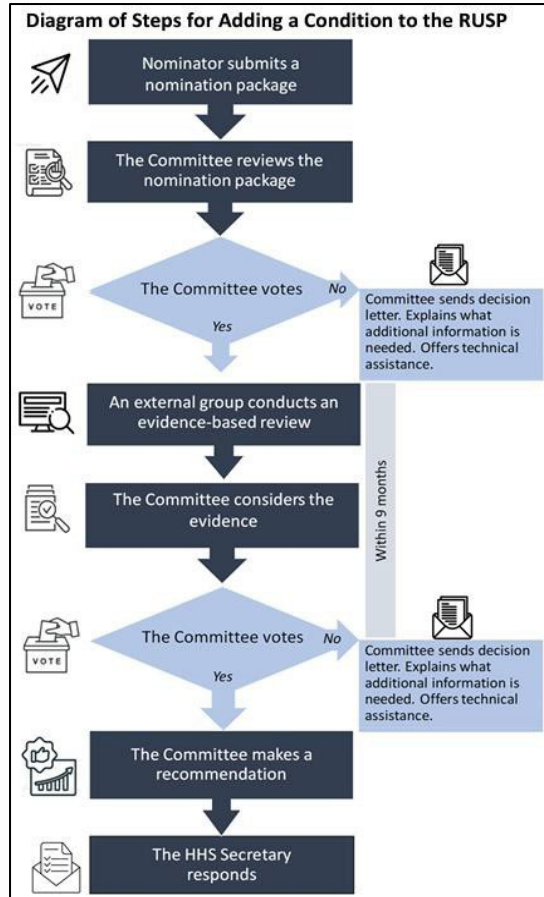 Diagram of Steps for Adding a Condition to the RUSP
Nominator submits a
nomination package
The Committee reviews the
nomination package
VOTE
The Committee votes
No
Yes
Committee sends decision
letter. Explains what
additional information is
needed. Offers technical
assistance.
An external group conducts an
evidence-based review
The Committee considers the
evidence
Within 9 months
VOTE
The Committee votes
No
Yes
Committee sends decision
letter. Explains what
additional information is
needed. Offers technical
assistance.
The Committee makes a
recommendation
The HHS Secretary
responds